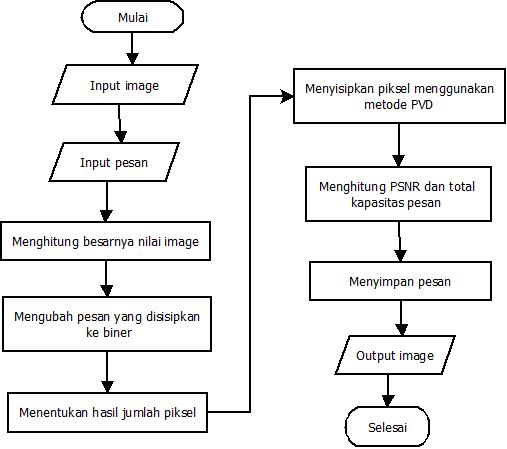 Mulai
Input image
Input pesan
Menghitung besarnya nilai image
Mengubah pesan yang disisipkan
ke biner
Menentukan hasil jumlah piksel
Menyisipkan piksel menggunakan
metode PVD
Menghitung PSNR dan total
kapasitas pesan
Menyimpan pesan
Output image
Selesai